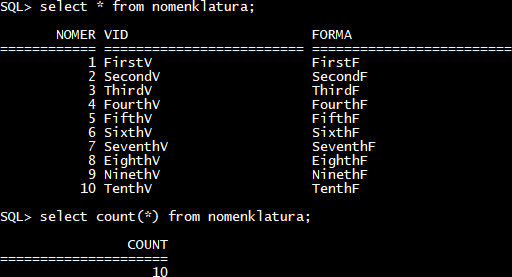 SQL> select * from nomenklatura;
NOMER VID FORMA
============ ========================= =========================
1 FirstV FirstF
2 SecondV SecondF
3 ThirdV ThirdF
4 FourthV FourthF
5 FifthV FifthF
6 SixthV SixthF
7 SeventhV SeventhF
8 EighthV EighthF
9 NinethV NinethF
10 TenthV TenthF
SQL> select count(*) from nomenklatura;
COUNT
=====================
10